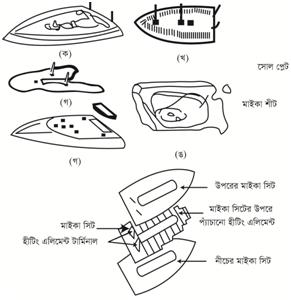 (ক)
(খ)
সোল প্লেট
(গ)
মাইকা শীট
(গ)
(ঙ)
উপরের মাইকা সিট
মাইকা সিটের উপরে
প্যাঁচানো হীটিং এলিমেন্ট
মাইকা সিট
হীটিং এলিমেন্ট টার্মিনাল
নীচের মাইকা সিট